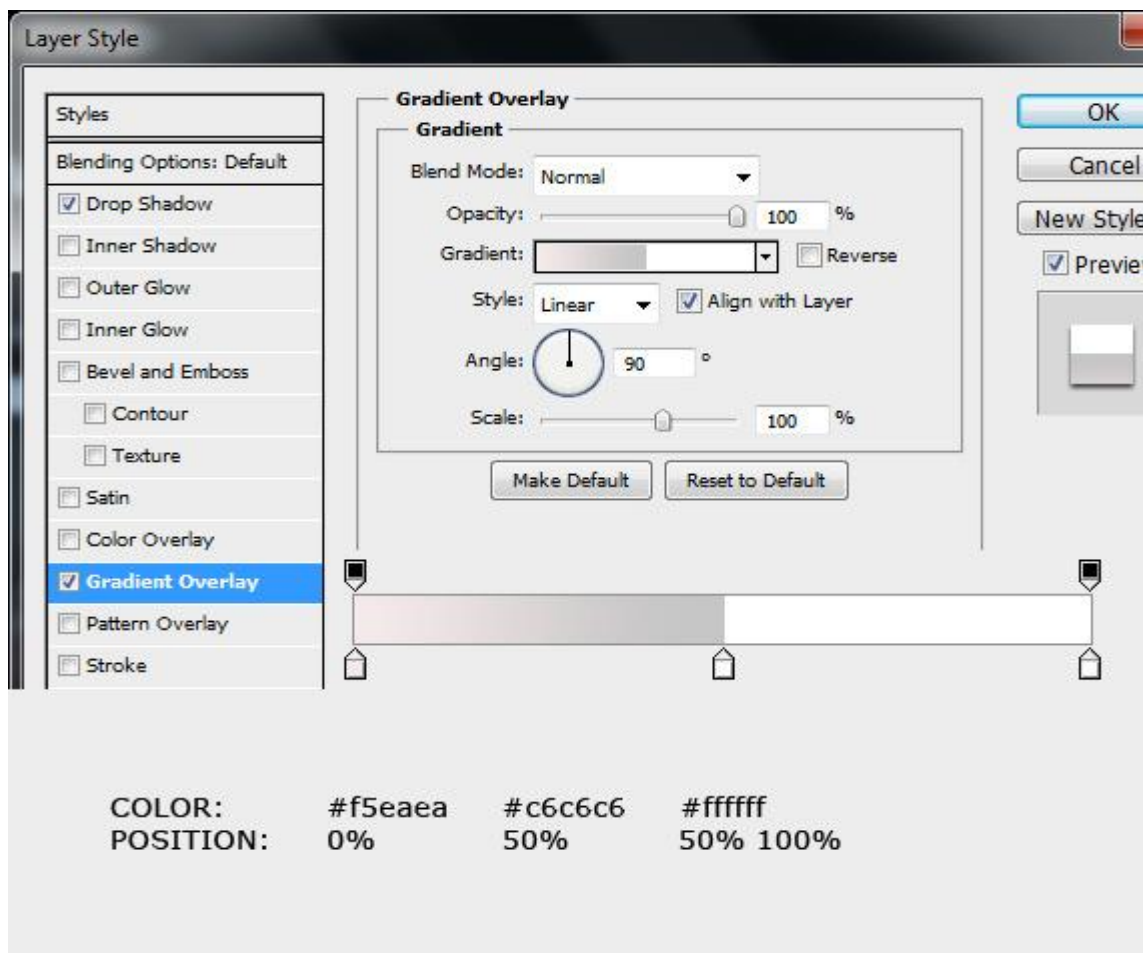 Layer Style
Styles
Blending Options: Default
Drop Shadow
Inner Shadow
Outer Glow
Inner Glow
Bevel and Emboss
Contour
Texture
Satin
Color Overlay
Gradient Overlay
Pattern Overlay
Stroke
Gradient Overlay
Gradient
Blend Mode: Normal
Opacity: 100 %
Gradient: Reverse
Style: Linear Align with Layer
Angle: 90 °
Scale: 100 %
Make Default Reset to Default
OK
Cancel
New Style
Previe
COLOR: #f5eaea #c6c6c6 #ffffff
POSITION: 0% 50% 50% 100%